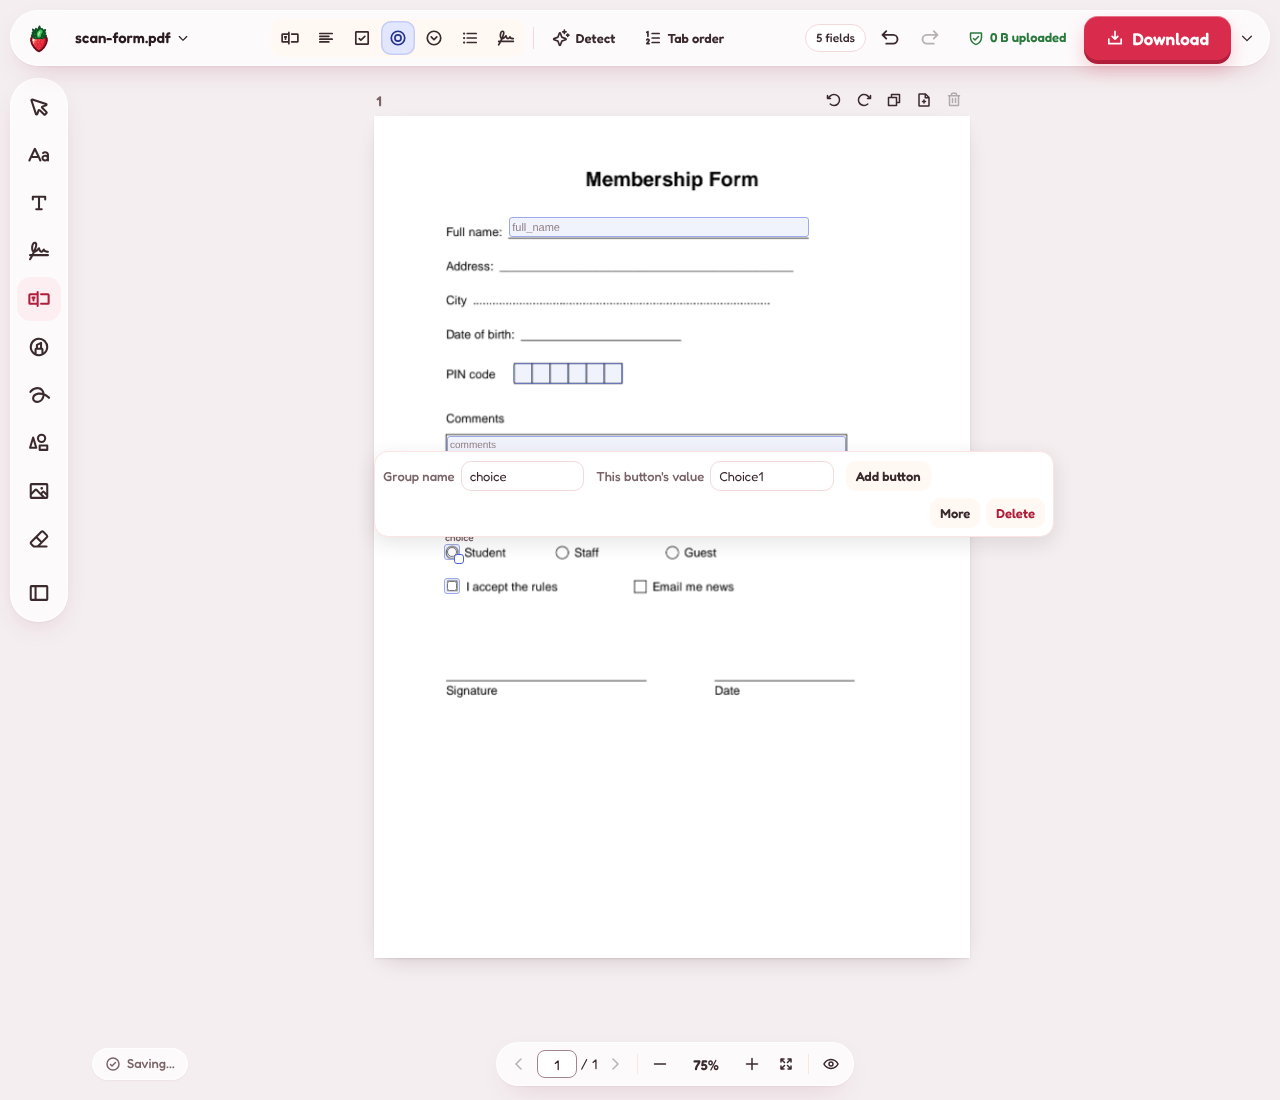 scan-form.pdf
Detect
Tab order
5 fields
0 B uploaded
Download
Aa
T
1
Membership Form
Full name: full_name
Address:
City
Date of birth:
PIN code
Comments
comments
Group name choice This button's value Choice1 Add button
More Delete
choice
Student Staff Guest
I accept the rules Email me news
Signature Date
Saving...
1 / 1
75%